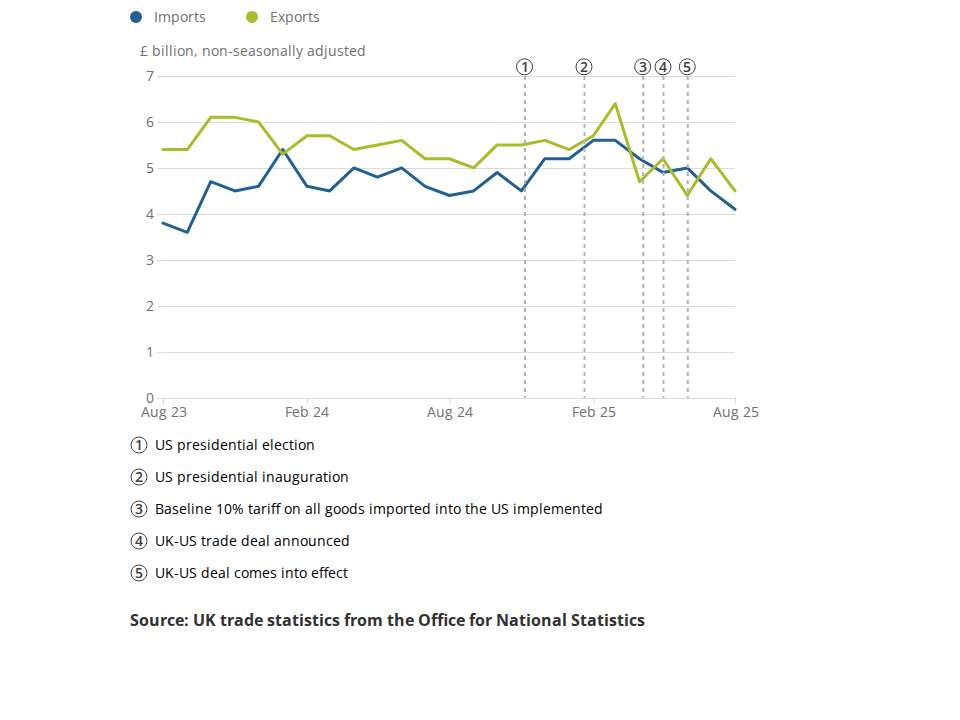 Imports Exports
£ billion, non-seasonally adjusted
1 2 3 4 5
7
6
5
4
3
2
1
0
Aug 23 Feb 24 Aug 24 Feb 25 Aug 25
1 US presidential election
2 US presidential inauguration
3 Baseline 10% tariff on all goods imported into the US implemented
4 UK-US trade deal announced
5 UK-US deal comes into effect
Source: UK trade statistics from the Office for National Statistics